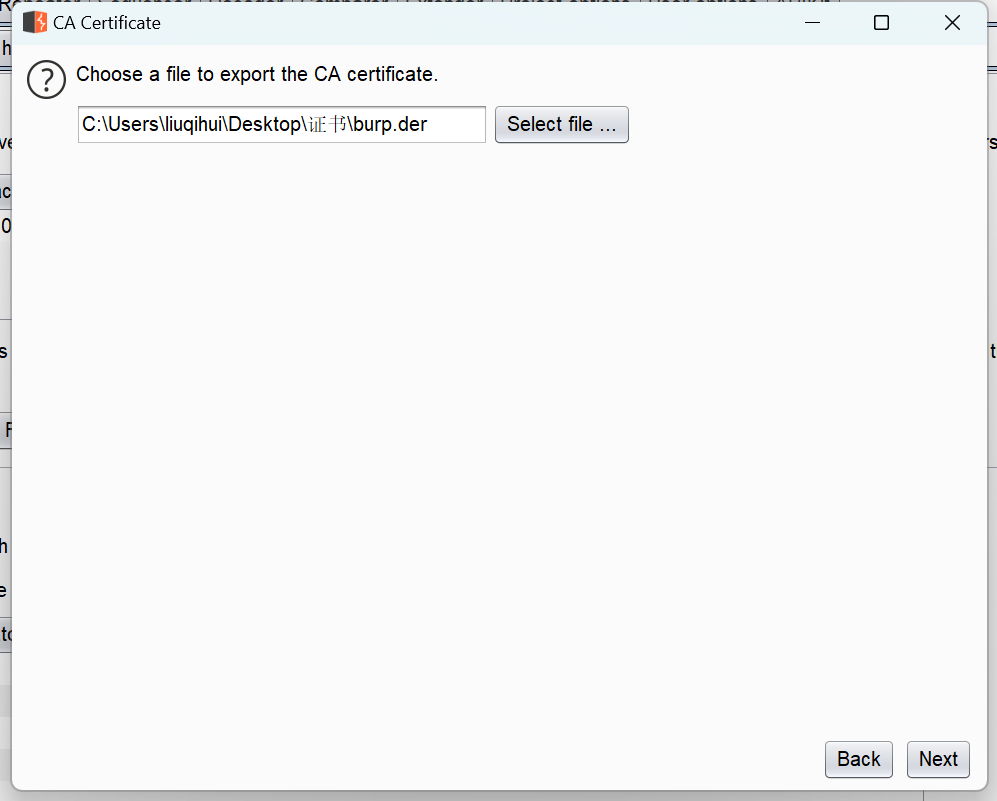 CA Certificate
Choose a file to export the CA certificate.
C:\Users\liuqihui\Desktop\证书\burp.der
Select file ...
Back
Next